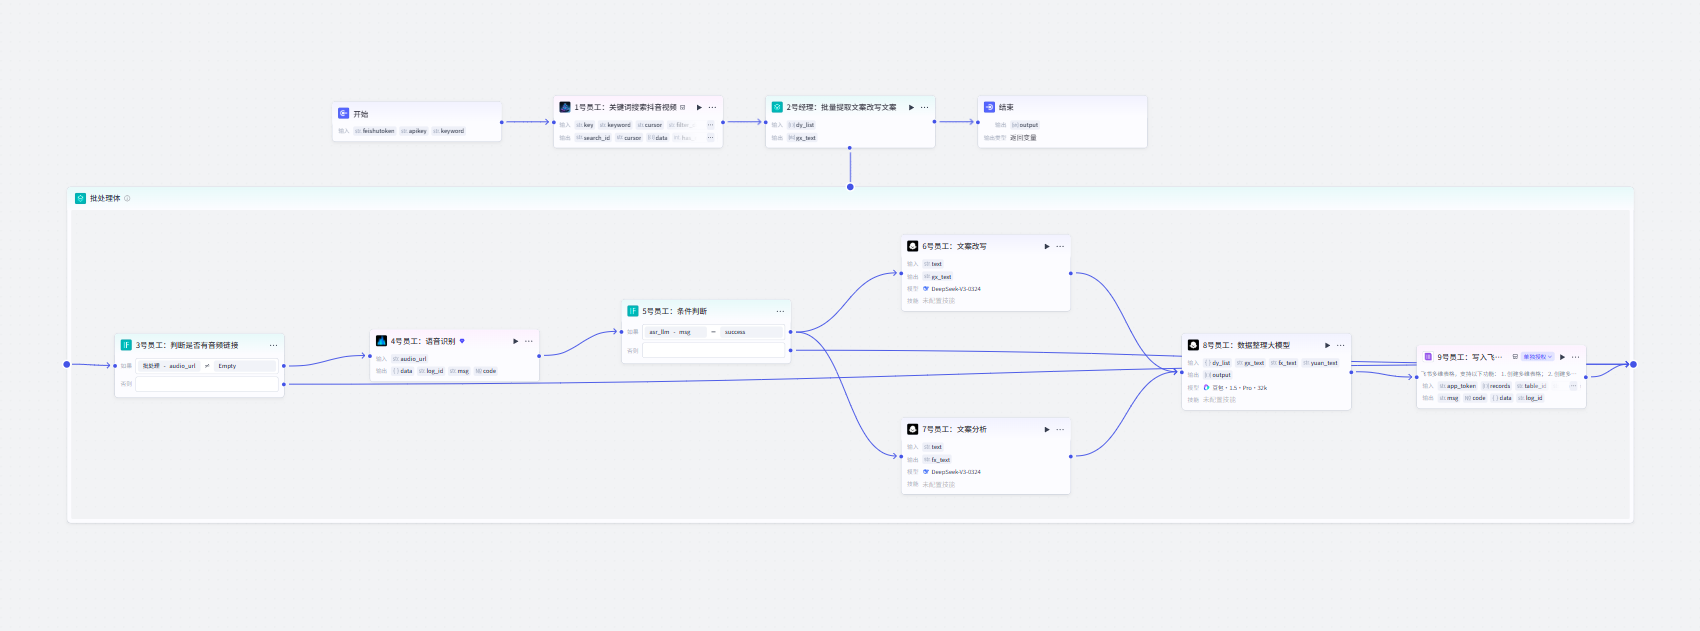 开始
输入 feishutoken apikey keyword
1号员工：关键词搜索抖音视频
输入 key keyword cursor filter_
输出 search_id cursor data has_
2号经理：批量提取文案改写文案
输入 dy_list
输出 gx_text
结束
输出 output
输出类型 返回变量
批处理体
3号员工：判断是否有音频链接
如果 批处理 - audio_url ≠ Empty
否则
4号员工：语音识别
输入 audio_url
输出 data log_id msg code
5号员工：条件判断
如果 asr_llm - msg = success
否则
6号员工：文案改写
输入 text
输出 gx_text
模型 DeepSeek-V3-0324
技能 未配置技能
7号员工：文案分析
输入 text
输出 fx_text
模型 DeepSeek-V3-0324
技能 未配置技能
8号员工：数据整理大模型
输入 dy_list gx_text fx_text yuan_text
输出 output
模型 豆包·1.5·Pro·32k
技能 未配置技能
9号员工：写入飞… 单独授权
飞书多维表格，支持以下功能： 1. 创建多维表格； 2. 创建多…
输入 app_token records table_id
输出 msg code data log_id